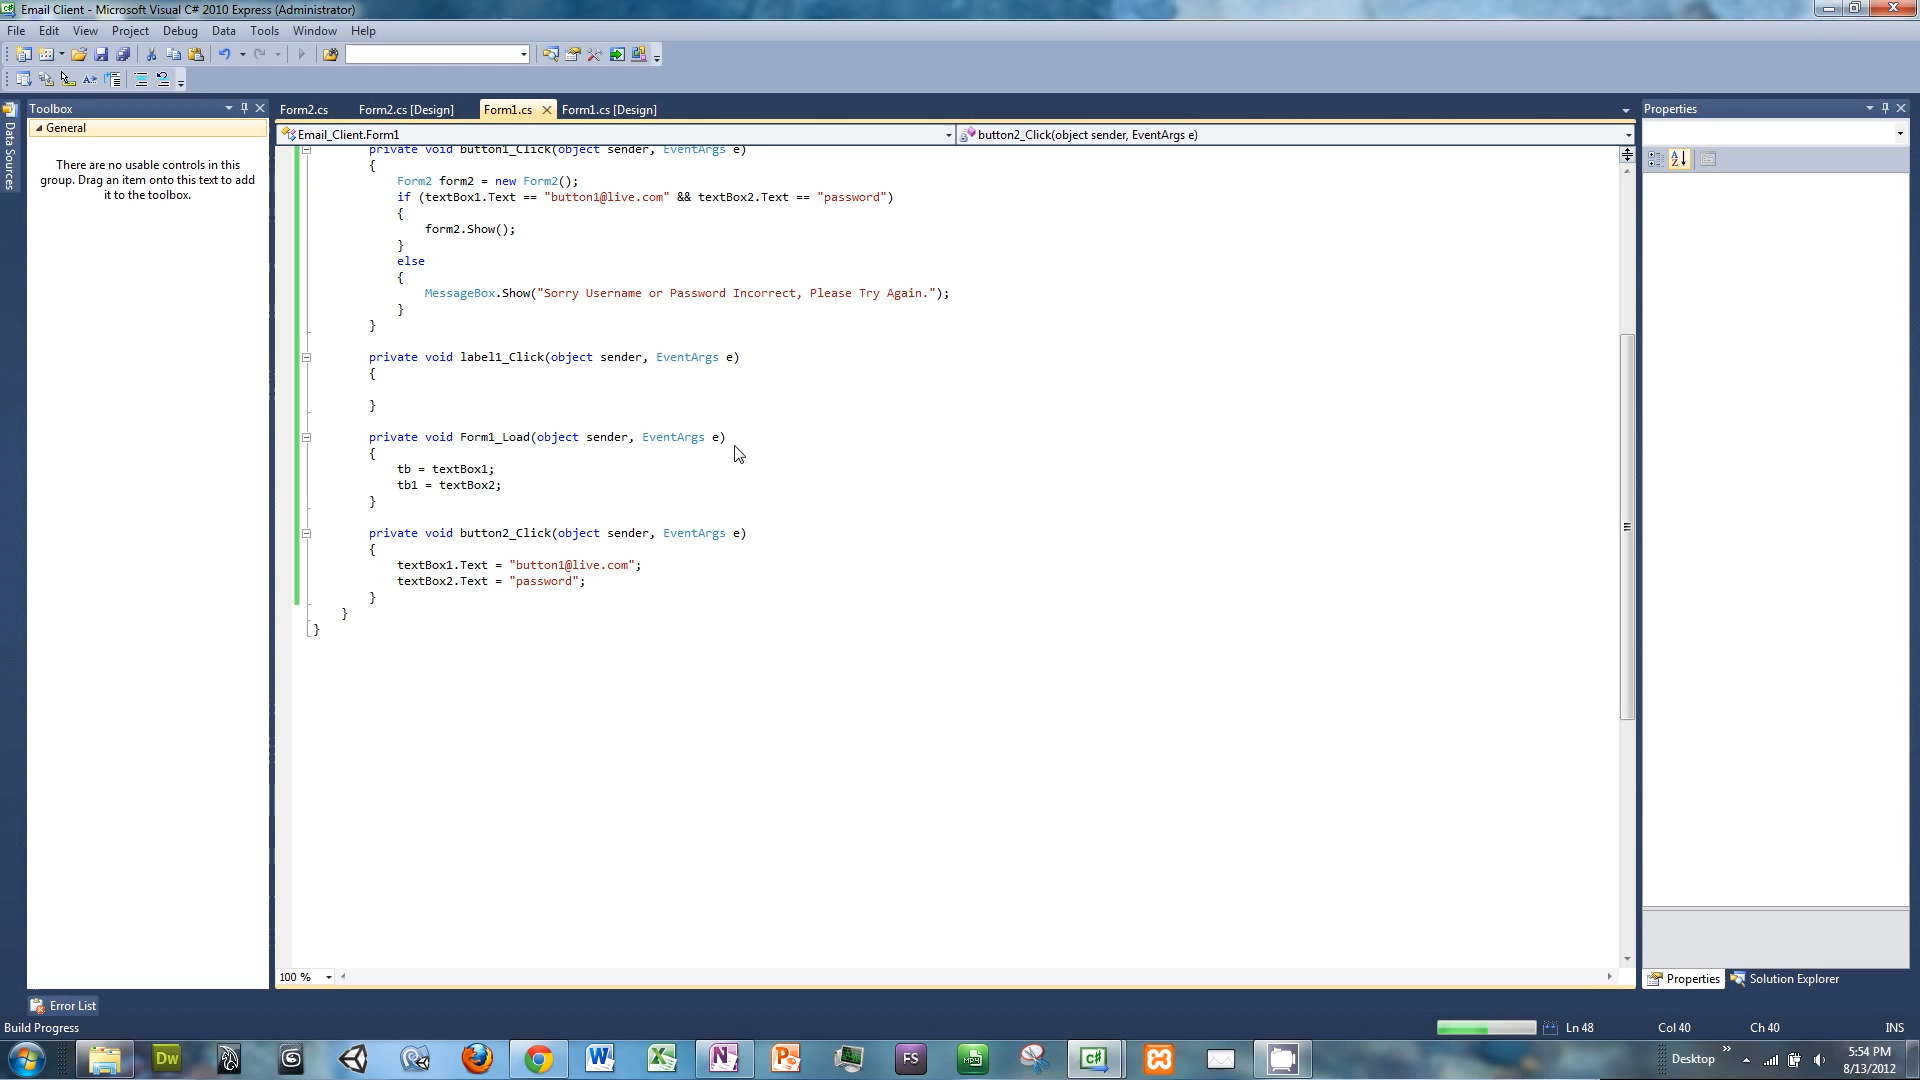 Email Client - Microsoft Visual C# 2010 Express (Administrator)
File Edit View Project Debug Data Tools Window Help
Data Sources
Toolbox
General
There are no usable controls in this
group. Drag an item onto this text to add
it to the toolbox.
Form2.cs Form2.cs [Design] Form1.cs Form1.cs [Design]
Email_Client.Form1 button2_Click(object sender, EventArgs e)
private void button1_Click(object sender, EventArgs e)
{
Form2 form2 = new Form2();
if (textBox1.Text == "button1@live.com" && textBox2.Text == "password")
{
form2.Show();
}
else
{
MessageBox.Show("Sorry Username or Password Incorrect, Please Try Again.");
}
}
private void label1_Click(object sender, EventArgs e)
{
}
private void Form1_Load(object sender, EventArgs e)
{
tb = textBox1;
tb1 = textBox2;
}
private void button2_Click(object sender, EventArgs e)
{
textBox1.Text = "button1@live.com";
textBox2.Text = "password";
}
}
}
100 %
Properties
Properties Solution Explorer
Error List
Build Progress
Ln 48 Col 40 Ch 40 INS
Dw
FS
MP4
C#
Desktop
5:54 PM
8/13/2012